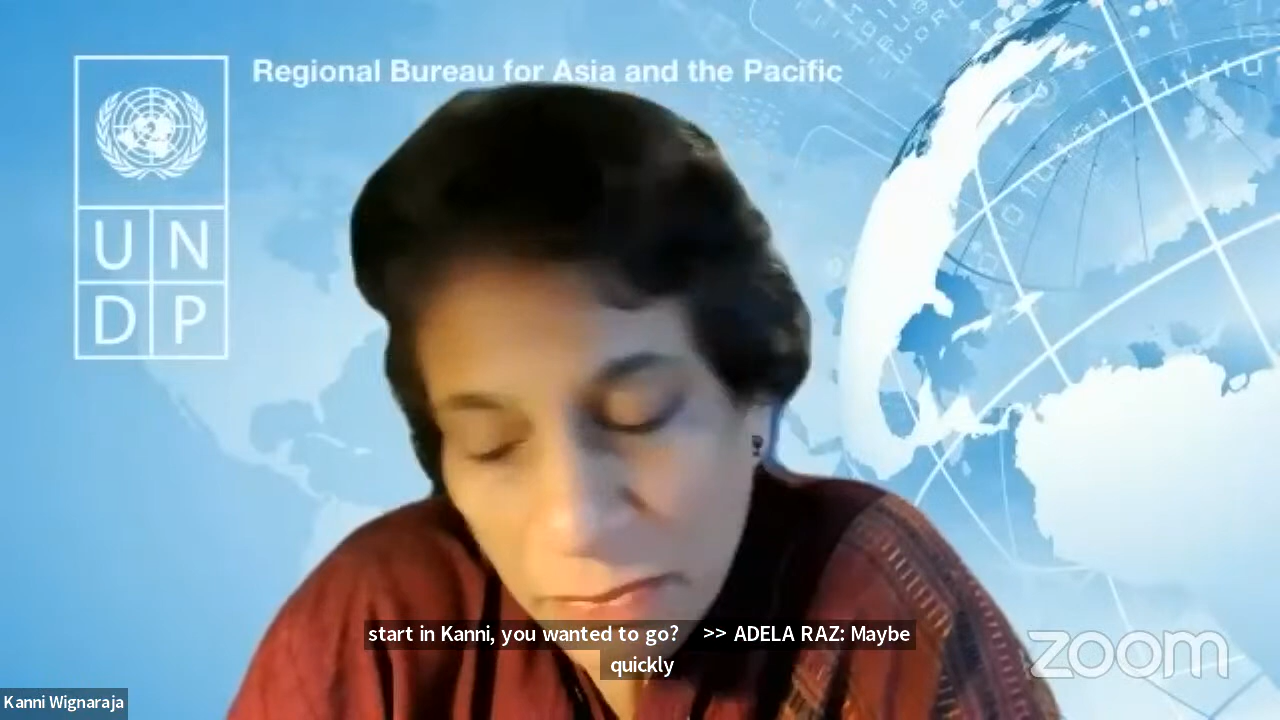 Regional Bureau for Asia and the Pacific
U N
D P
start in Kanni, you wanted to go?    >> ADELA RAZ: Maybe
quickly
zoom
Kanni Wignaraja